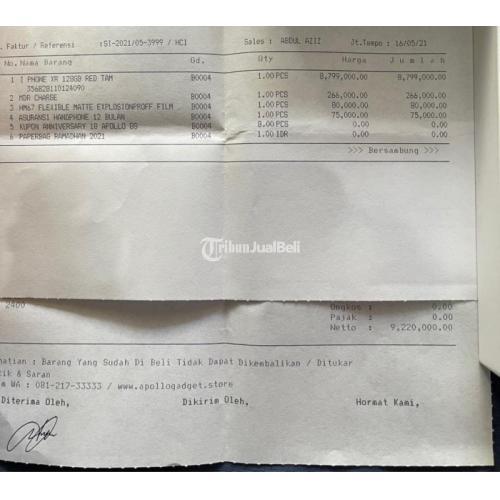 . Faktur / Referensi :SI-2021/05-3999 / HCI Sales : ABDUL AZIZ Jt.Tempo : 16/05/21
No. Nama Barang Gd. Qty Harga J u m l a h
1 I PHONE XR 128GB RED TAM B0004 1.00 PCS 8,799,000.00 8,799,000.00
356828110124090
2 MDR CHARGE B0004 1.00 PCS 266,000.00 266,000.00
3 HM67 FLEXIBLE MATTE EXPLOSIONPROFF FILM B0004 1.00 PCS 80,000.00 80,000.00
4 ASURANSI HANDPHONE 12 BULAN B0004 1.00 PCS 75,000.00 75,000.00
5 KUPON ANNIVERSARY 18 APOLLO BG B0004 8.00 PCS 0.00 0.00
6 PAPERBAG RAMADHAN 2021 B0004 1.00 IDR 0.00 0.00
>>> Bersambung >>>
TribunJualBeli
2400
Ongkos : 0.00
Pajak : 0.00
Netto : 9,220,000.00
hatian : Barang Yang Sudah Di Beli Tidak Dapat Dikembalikan / Ditukar
tik & Saran
m WA : 081-217-33333 / www.apollogadget.store
Diterima Oleh, Dikirim Oleh, Hormat Kami,